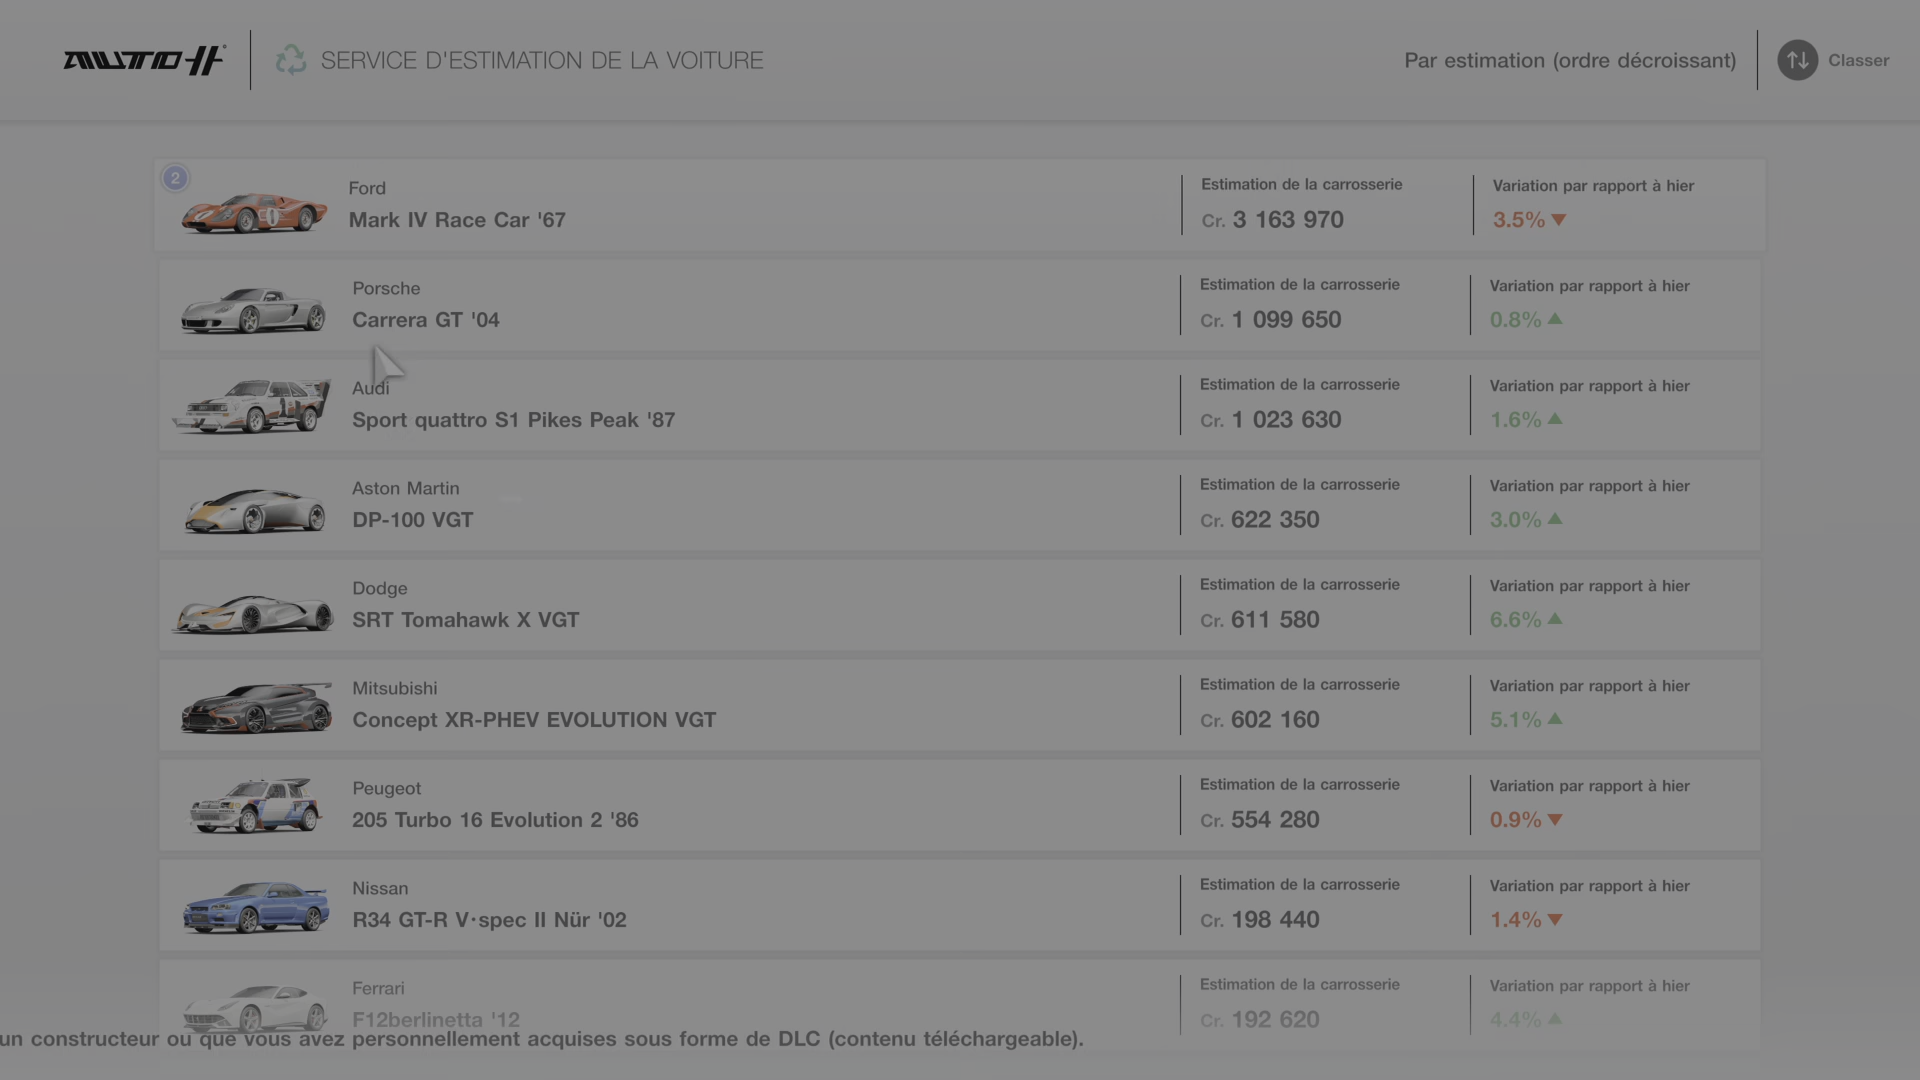 AUTO-H
SERVICE D'ESTIMATION DE LA VOITURE
Par estimation (ordre décroissant)
Classer
2
Ford
Mark IV Race Car '67
Estimation de la carrosserie
Cr. 3 163 970
Variation par rapport à hier
3.5% ▼
Porsche
Carrera GT '04
Estimation de la carrosserie
Cr. 1 099 650
Variation par rapport à hier
0.8% ▲
Audi
Sport quattro S1 Pikes Peak '87
Estimation de la carrosserie
Cr. 1 023 630
Variation par rapport à hier
1.6% ▲
Aston Martin
DP-100 VGT
Estimation de la carrosserie
Cr. 622 350
Variation par rapport à hier
3.0% ▲
Dodge
SRT Tomahawk X VGT
Estimation de la carrosserie
Cr. 611 580
Variation par rapport à hier
6.6% ▲
Mitsubishi
Concept XR-PHEV EVOLUTION VGT
Estimation de la carrosserie
Cr. 602 160
Variation par rapport à hier
5.1% ▲
Peugeot
205 Turbo 16 Evolution 2 '86
Estimation de la carrosserie
Cr. 554 280
Variation par rapport à hier
0.9% ▼
Nissan
R34 GT-R V·spec II Nür '02
Estimation de la carrosserie
Cr. 198 440
Variation par rapport à hier
1.4% ▼
Ferrari
F12berlinetta '12
Estimation de la carrosserie
Cr. 192 620
Variation par rapport à hier
4.4% ▲
un constructeur ou que vous avez personnellement acquises sous forme de DLC (contenu téléchargeable).